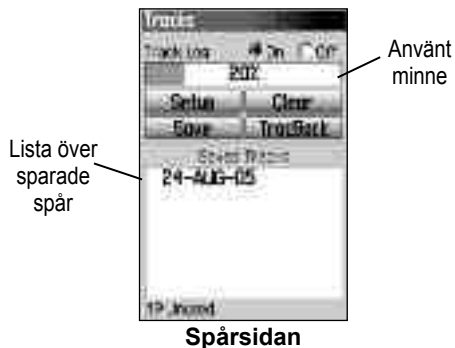 Tracks
Track Log On Off
20%
Setup Clear
Save TracBack
Saved Tracks
24-AUG-05
Använt
minne
Lista över
sparade
spår
Spårsidan